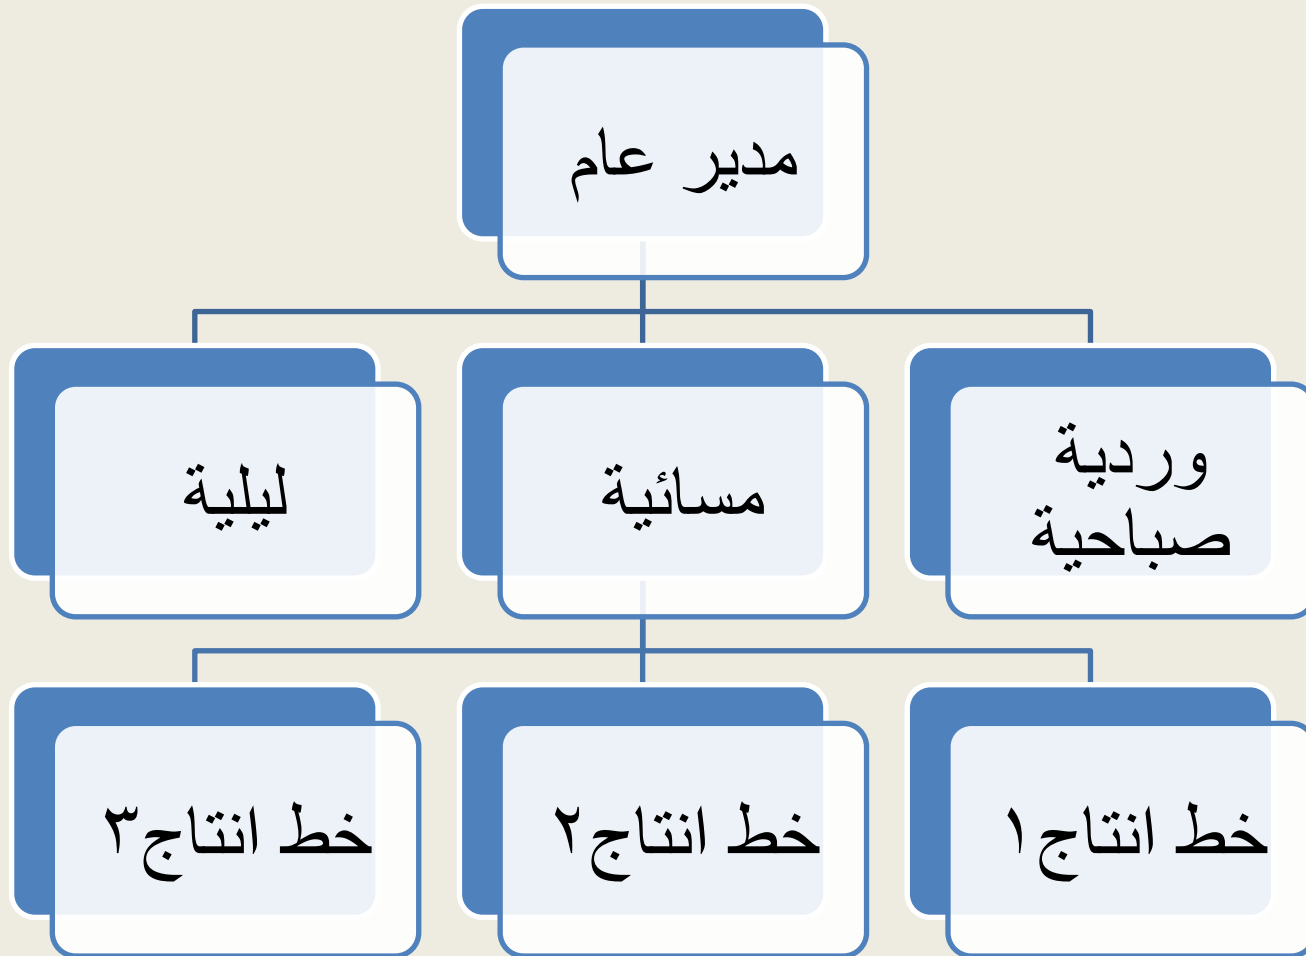 مدير عام
وردية
صباحية
مسائية
ليلية
خط انتاج١
خط انتاج٢
خط انتاج٣